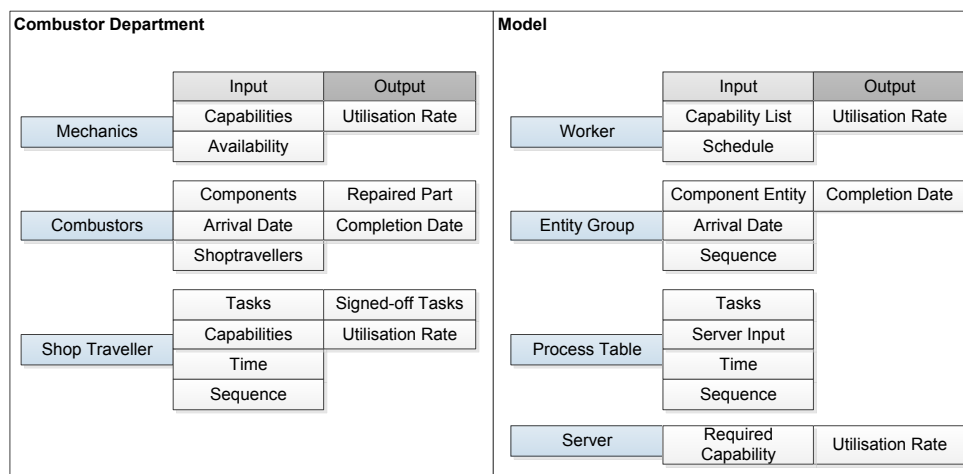 Combustor Department
Input Output
Mechanics
Capabilities Utilisation Rate
Availability
Combustors
Components Repaired Part
Arrival Date Completion Date
Shoptravellers
Shop Traveller
Tasks Signed-off Tasks
Capabilities Utilisation Rate
Time
Sequence
Model
Input Output
Worker
Capability List Utilisation Rate
Schedule
Entity Group
Component Entity Completion Date
Arrival Date
Sequence
Process Table
Tasks
Server Input
Time
Sequence
Server
Required
Capability
Utilisation Rate